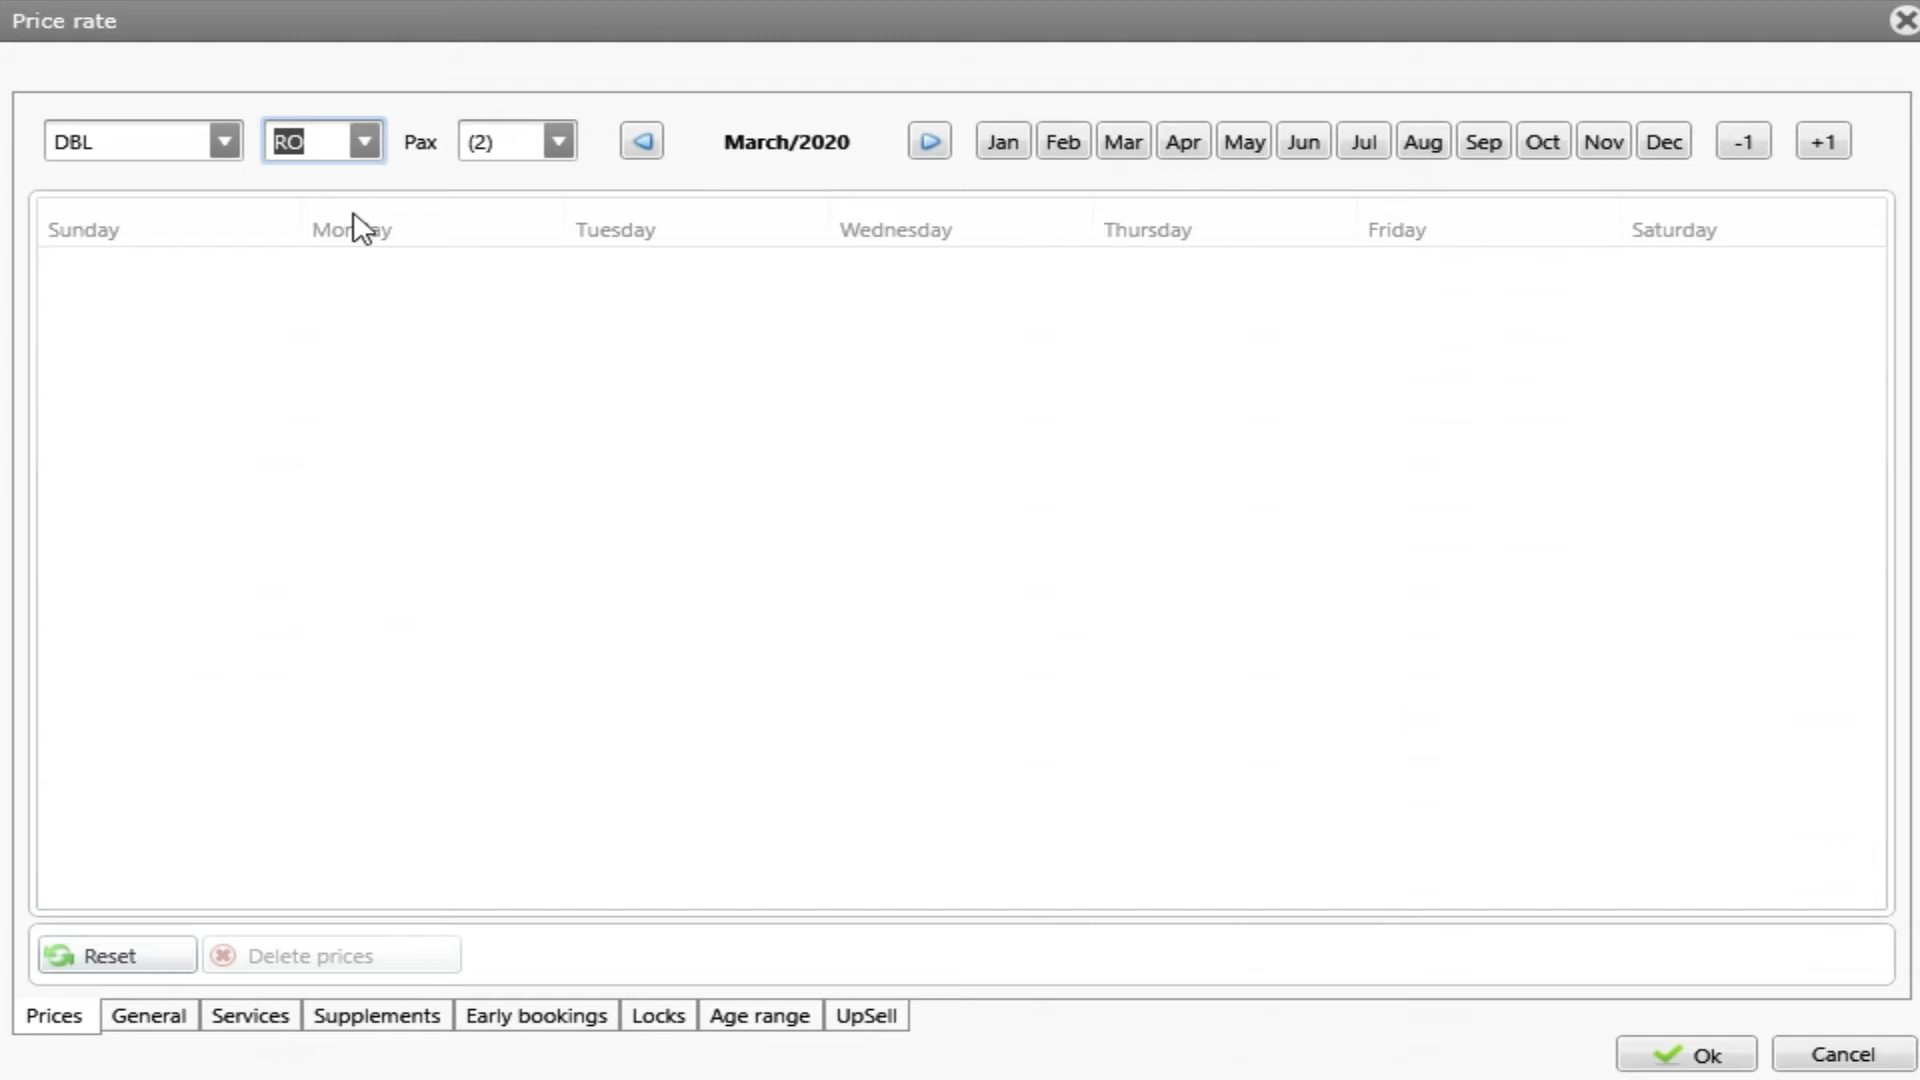 Price rate
DBL RO Pax (2) March/2020 Jan Feb Mar Apr May Jun Jul Aug Sep Oct Nov Dec -1 +1
Sunday Monday Tuesday Wednesday Thursday Friday Saturday
Reset Delete prices
Prices General Services Supplements Early bookings Locks Age range UpSell
Ok Cancel